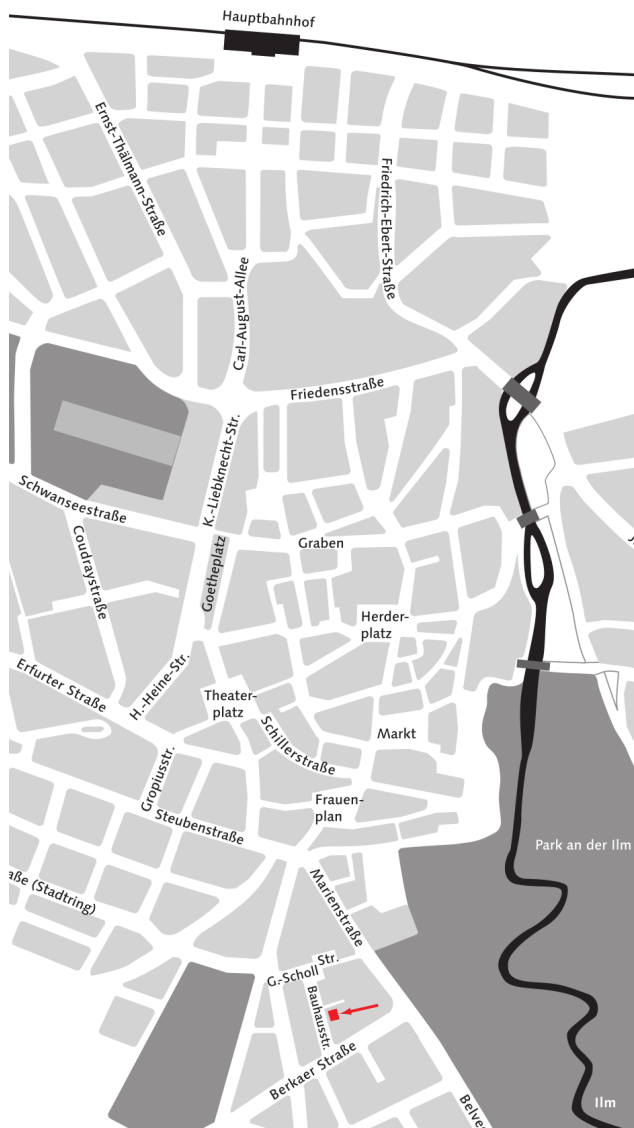 Hauptbahnhof
Ernst-Thälmann-Straße
Friedrich-Ebert-Straße
Carl-August-Allee
Friedensstraße
K.-Liebknecht-Str.
Schwanseestraße
Coudraystraße
Graben
Goetheplatz
Herder-
platz
Erfurter Straße
H.-Heine-Str.
Theater-
platz
Schillerstraße
Markt
Gropiusstr.
Frauen-
plan
Steubenstraße
Park an der Ilm
aße (Stadtring)
Marienstraße
G.-Scholl Str.
Bauhausstr.
Berkaer Straße
Ilm
Belve